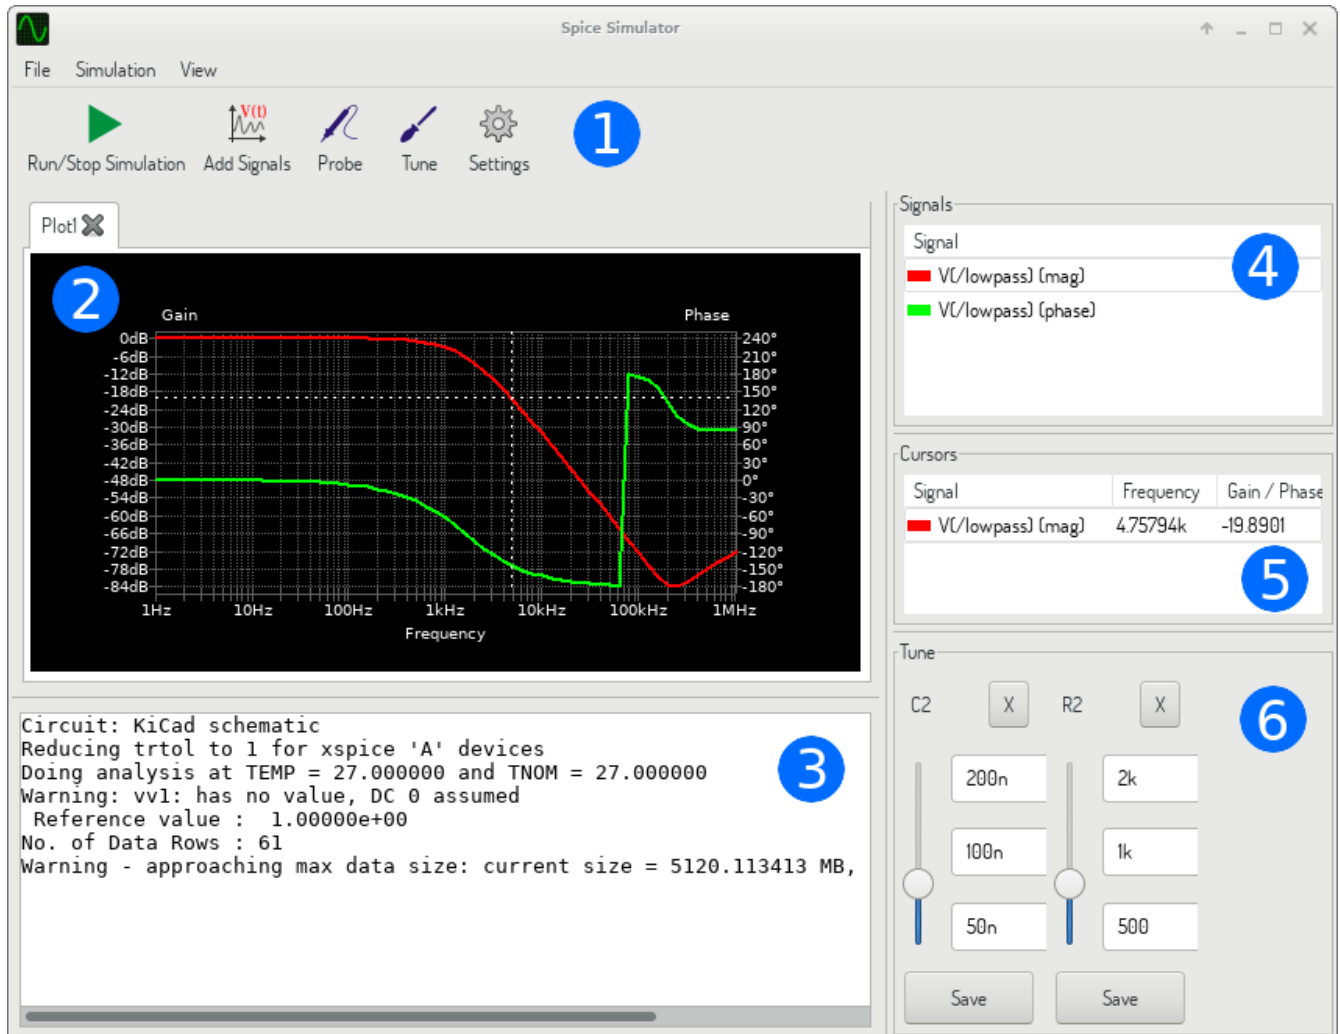 Spice Simulator
File Simulation View
V(t)
Run/Stop Simulation Add Signals Probe Tune Settings
1
Plot1
2
Gain Phase
0dB 240°
-6dB 210°
-12dB 180°
-18dB 150°
-24dB 120°
-30dB 90°
-36dB 60°
-42dB 30°
-48dB 0°
-54dB -30°
-60dB -60°
-66dB -90°
-72dB -120°
-78dB -150°
-84dB -180°
1Hz 10Hz 100Hz 1kHz 10kHz 100kHz 1MHz
Frequency
Circuit: KiCad schematic
Reducing trtol to 1 for xspice 'A' devices
Doing analysis at TEMP = 27.000000 and TNOM = 27.000000
Warning: vv1: has no value, DC 0 assumed
Reference value : 1.00000e+00
No. of Data Rows : 61
Warning - approaching max data size: current size = 5120.113413 MB,
3
Signals
Signal
V(/lowpass) (mag)
V(/lowpass) (phase)
4
Cursors
Signal Frequency Gain / Phase
V(/lowpass) (mag) 4.75794k -19.8901
5
Tune
C2 X R2 X
6
200n 2k
100n 1k
50n 500
Save Save